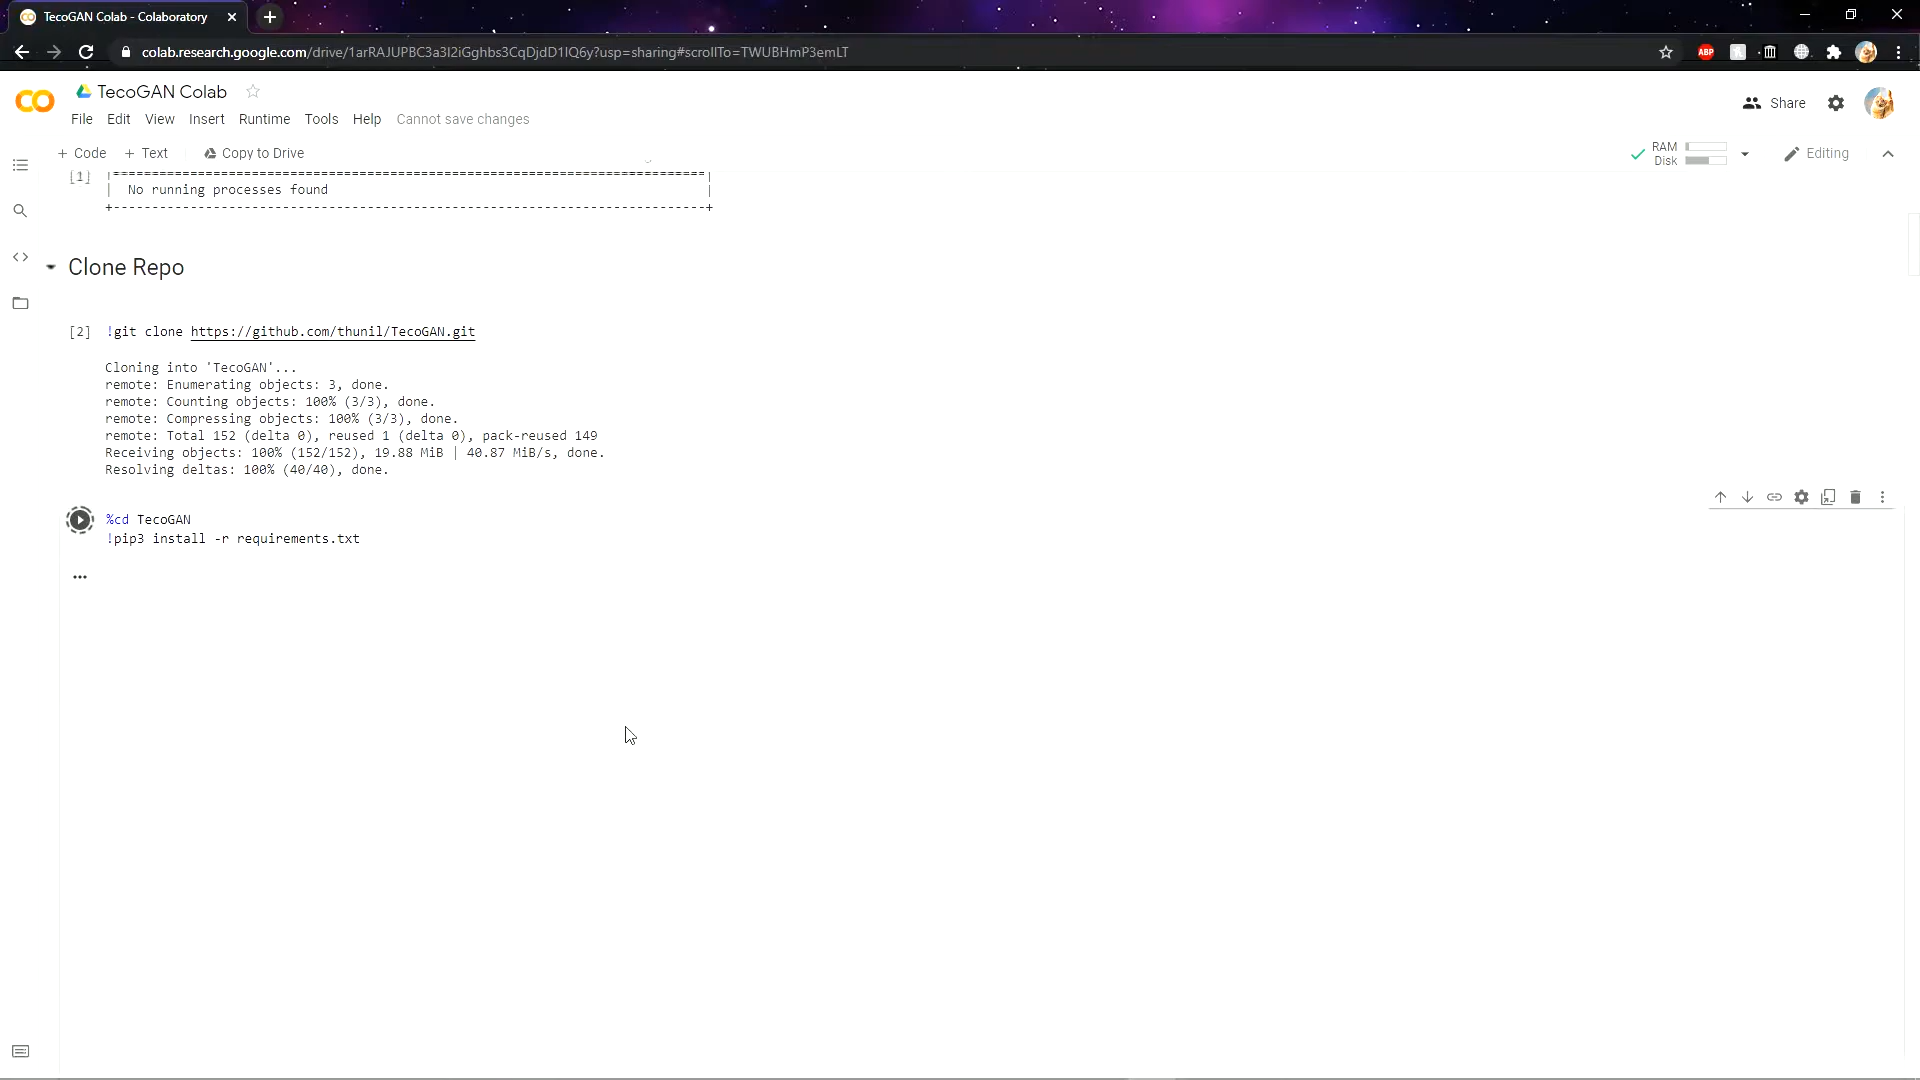 TecoGAN Colab - Colaboratory
colab.research.google.com/drive/1arRAJUPBC3a3I2iGghbs3CqDjdD1IQ6y?usp=sharing#scrollTo=TWUBHmP3emLT
ABP
CO
TecoGAN Colab
Share
File Edit View Insert Runtime Tools Help Cannot save changes
+ Code + Text Copy to Drive
RAM
Disk
Editing
[1] |=============================================================================|
| No running processes found |
+-----------------------------------------------------------------------------+
Clone Repo
[2] !git clone https://github.com/thunil/TecoGAN.git
Cloning into 'TecoGAN'...
remote: Enumerating objects: 3, done.
remote: Counting objects: 100% (3/3), done.
remote: Compressing objects: 100% (3/3), done.
remote: Total 152 (delta 0), reused 1 (delta 0), pack-reused 149
Receiving objects: 100% (152/152), 19.88 MiB | 40.87 MiB/s, done.
Resolving deltas: 100% (40/40), done.
%cd TecoGAN
!pip3 install -r requirements.txt